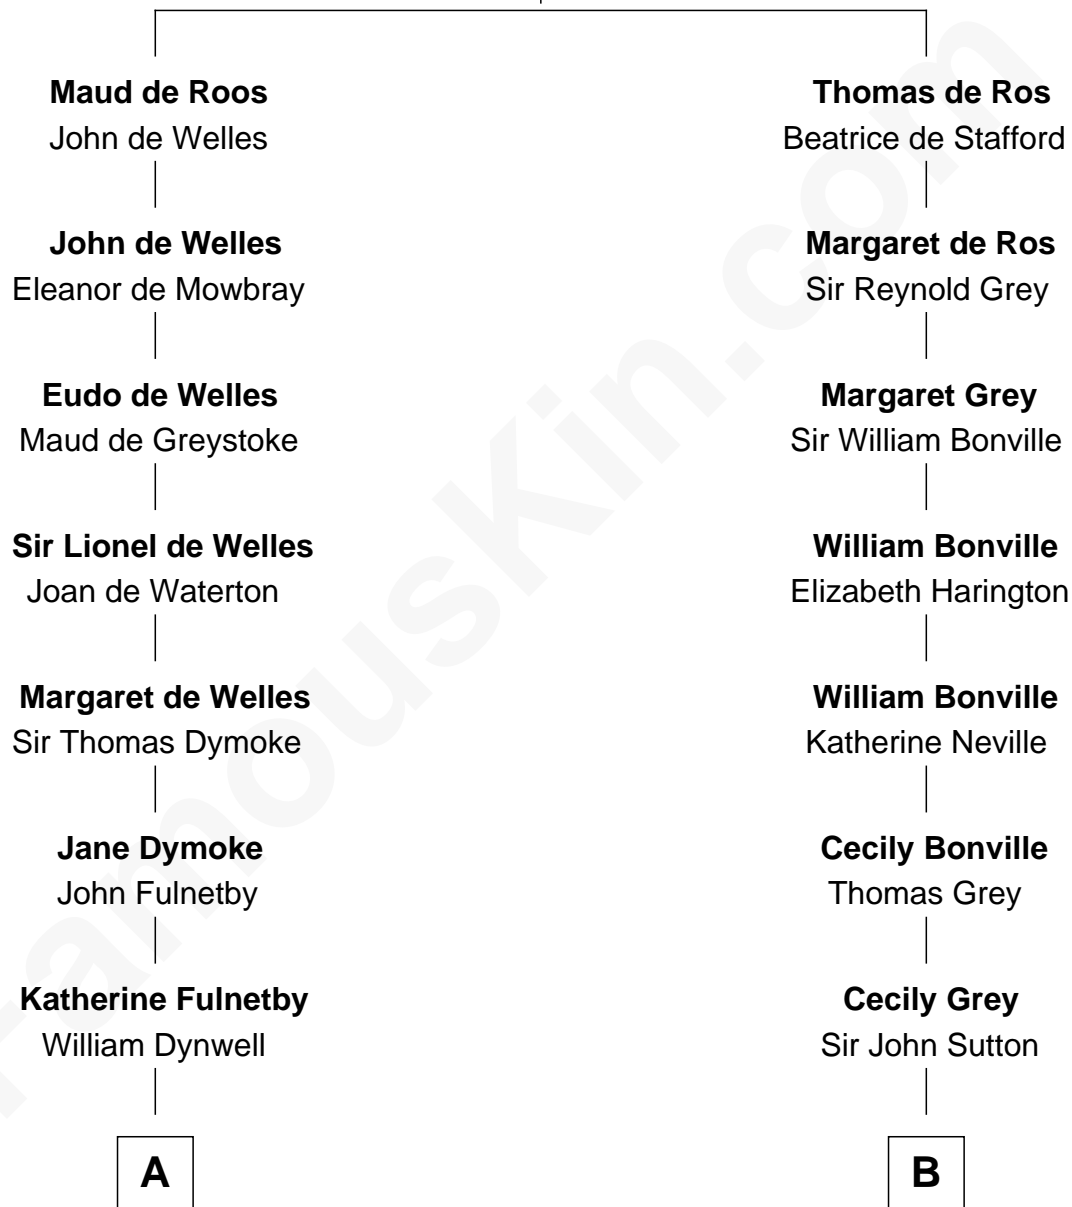 Maud de Roos
John de Welles
John de Welles
Eleanor de Mowbray
Eudo de Welles
Maud de Greystoke
Sir Lionel de Welles
Joan de Waterton
Margaret de Welles
Sir Thomas Dymoke
Jane Dymoke
John Fulnetby
Katherine Fulnetby
William Dynwell
A
Thomas de Ros
Beatrice de Stafford
Margaret de Ros
Sir Reynold Grey
Margaret Grey
Sir William Bonville
William Bonville
Elizabeth Harington
William Bonville
Katherine Neville
Cecily Bonville
Thomas Grey
Cecily Grey
Sir John Sutton
B
FamousKin.com